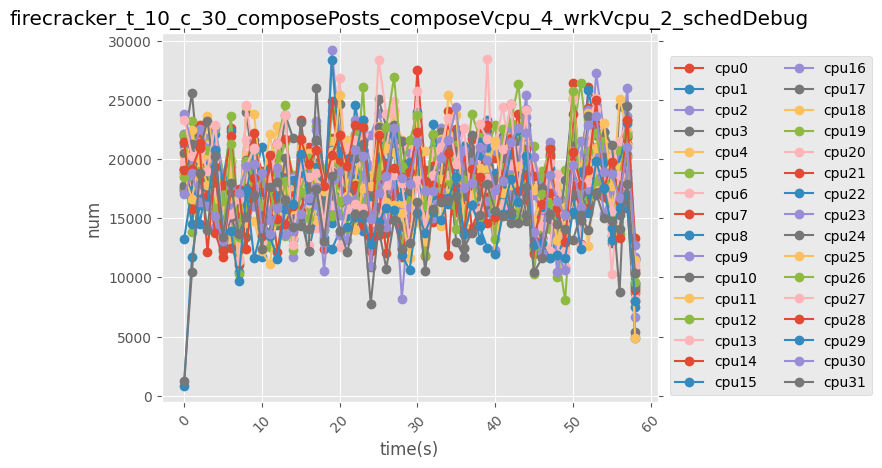 firecracker_t_10_c_30_composePosts_composeVcpu_4_wrkVcpu_2_schedDebug
30000
25000
20000
15000
10000
5000
0
num
0 10 20 30 40 50 60
time(s)
cpu0 cpu16
cpu1 cpu17
cpu2 cpu18
cpu3 cpu19
cpu4 cpu20
cpu5 cpu21
cpu6 cpu22
cpu7 cpu23
cpu8 cpu24
cpu9 cpu25
cpu10 cpu26
cpu11 cpu27
cpu12 cpu28
cpu13 cpu29
cpu14 cpu30
cpu15 cpu31